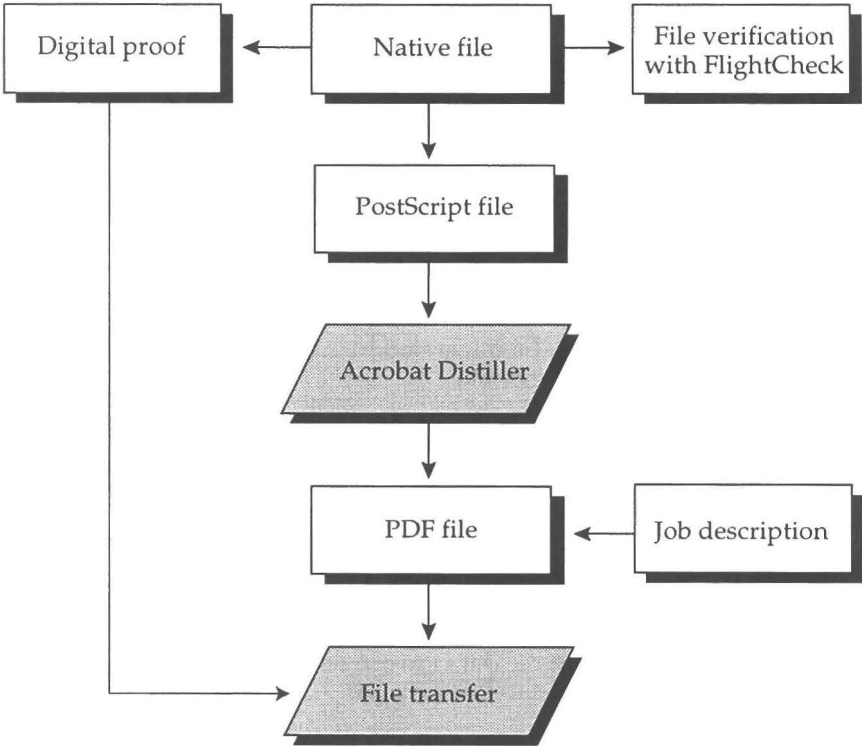 Digital proof
Native file
File verification
with FlightCheck
PostScript file
Acrobat Distiller
PDF file
Job description
File transfer